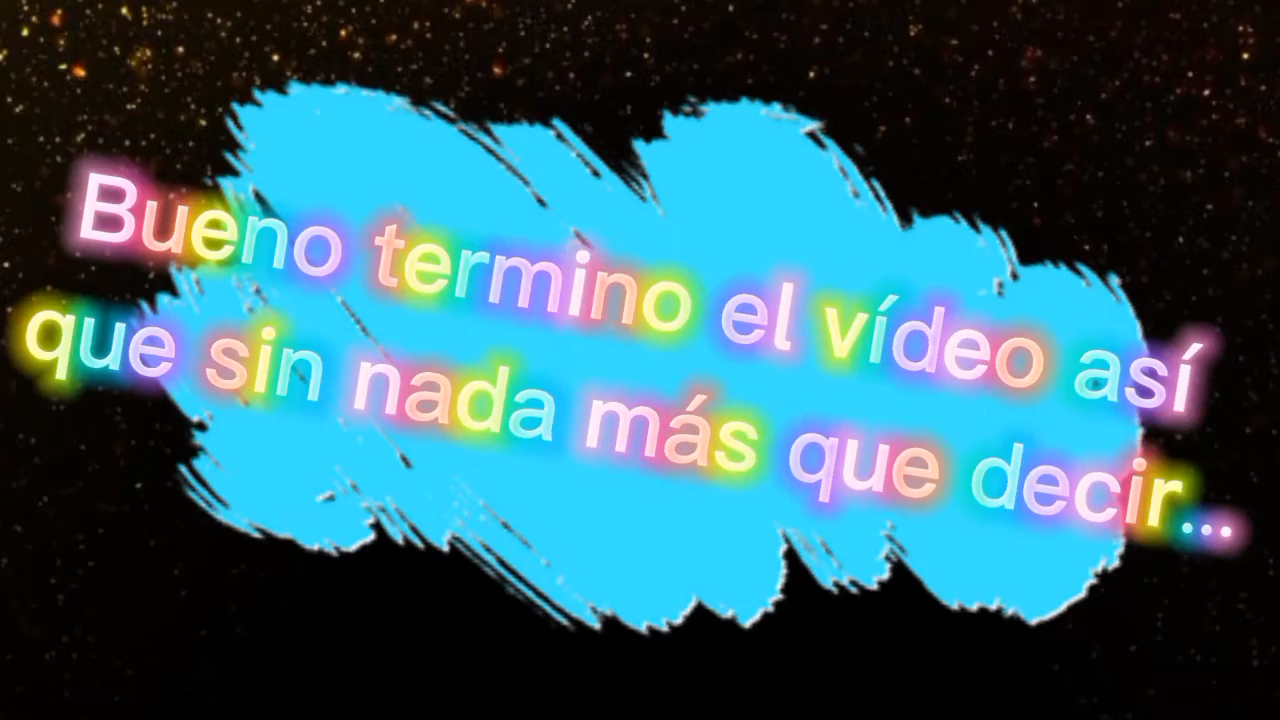 Bueno termino el vídeo así
que sin nada más que decir...